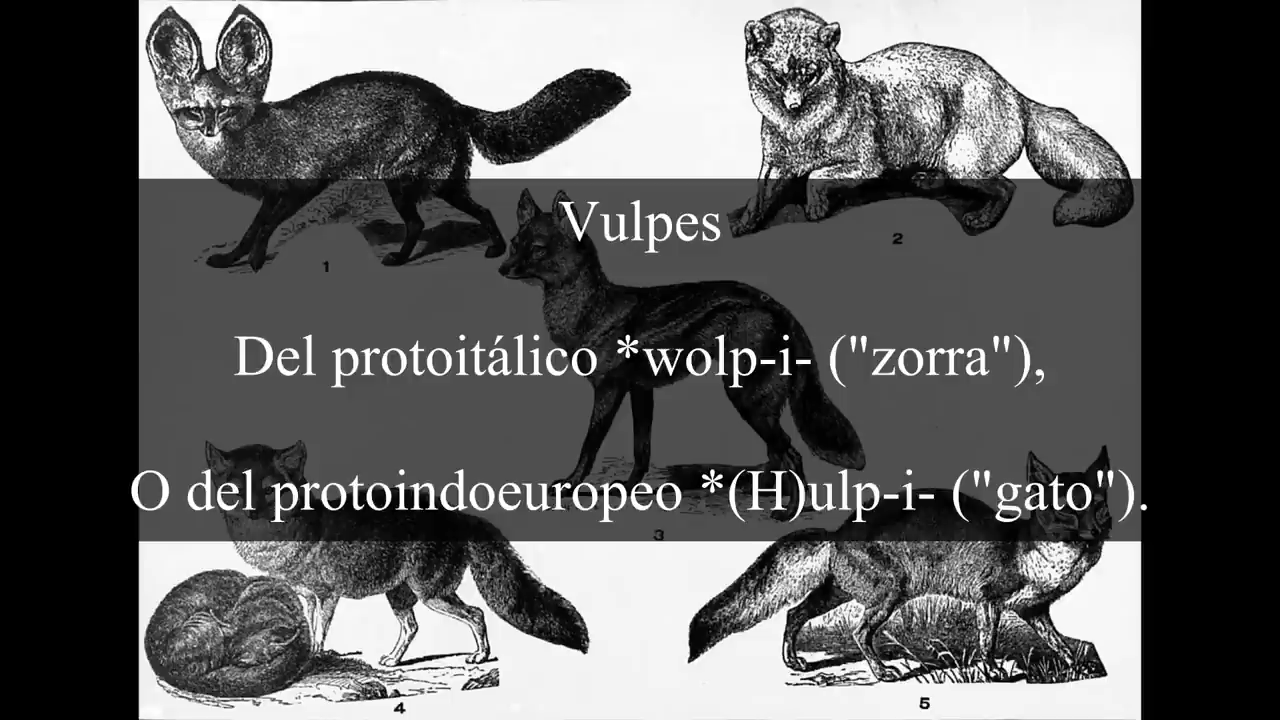 1
2
Vulpes
Del protoitálico *wolp-i- ("zorra"),
O del protoindoeuropeo *(H)ulp-i- ("gato").
3
4
5